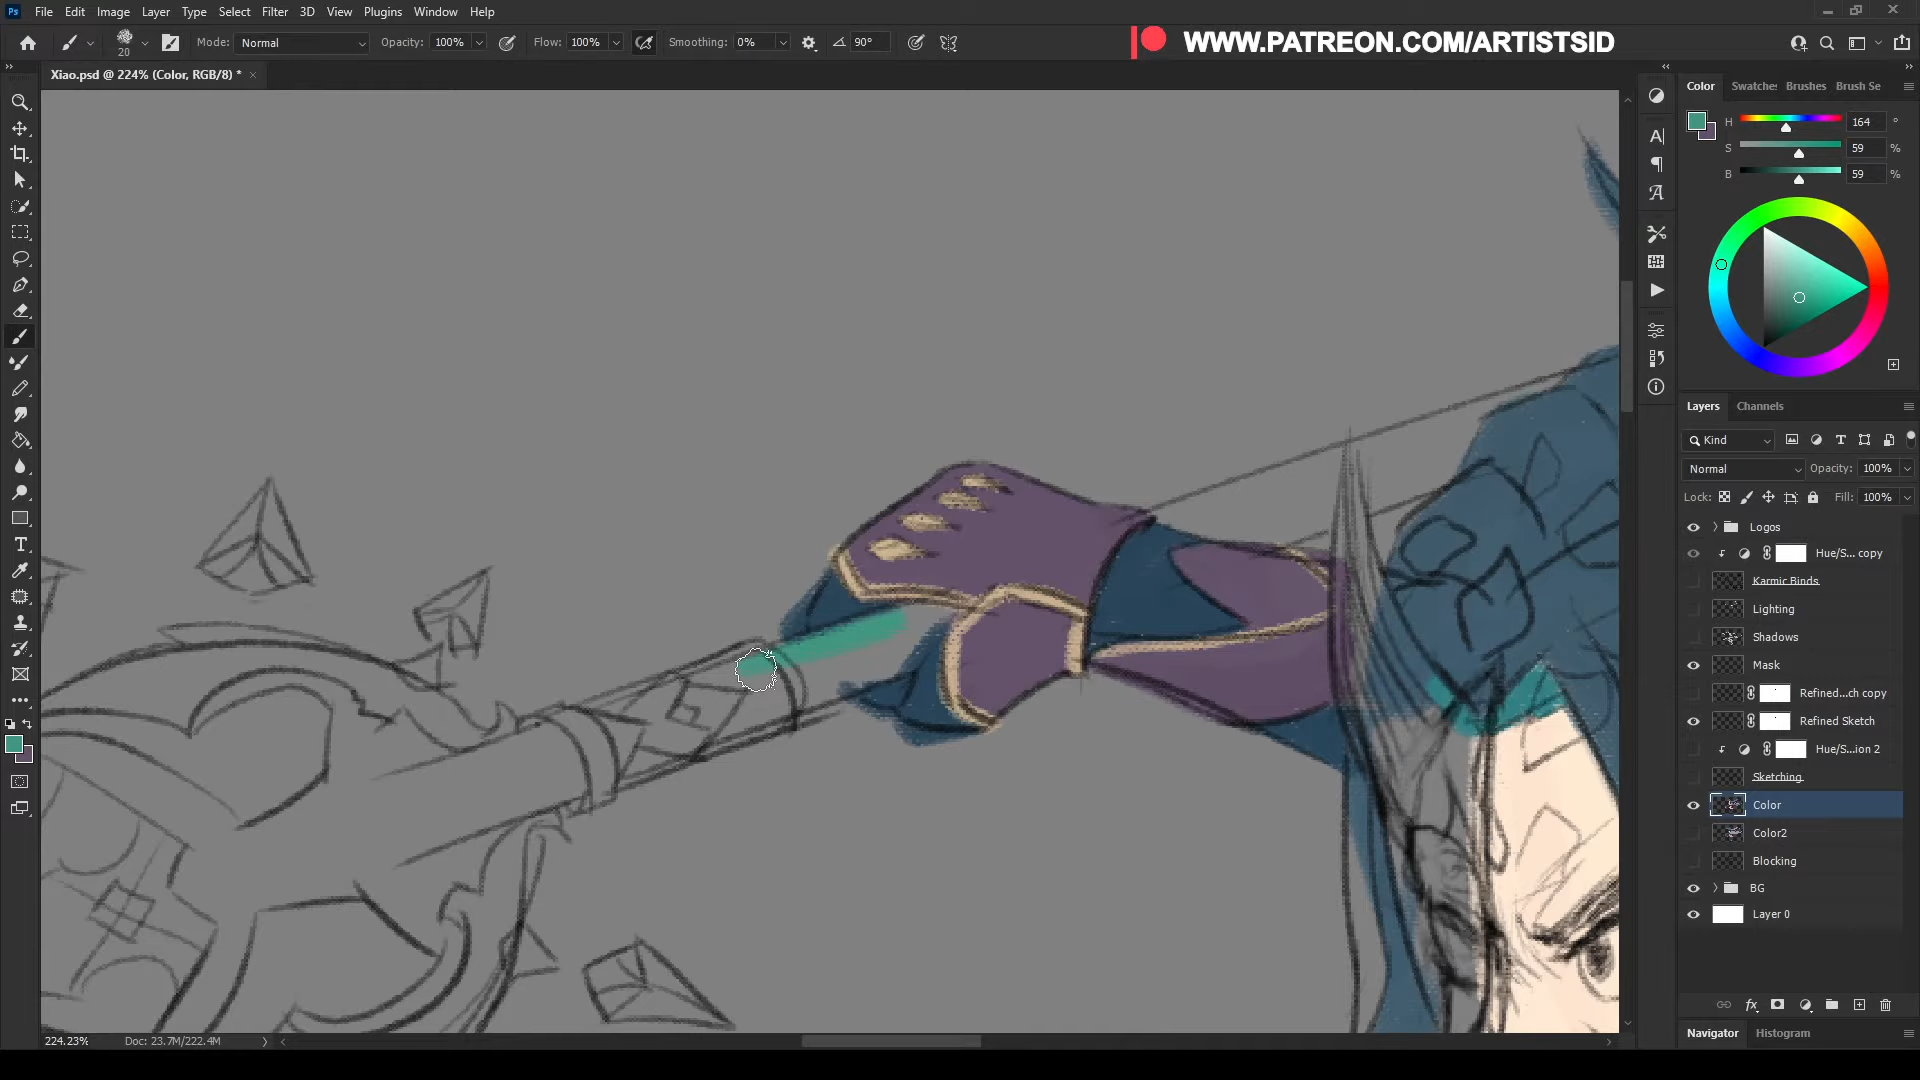 Ps File Edit Image Layer Type Select Filter 3D View Plugins Window Help
20 Mode: Normal Opacity: 100% Flow: 100% Smoothing: 0% 90° WWW.PATREON.COM/ARTISTSID
Xiao.psd @ 224% (Color, RGB/8) *
Color Swatches Brushes Brush Se
H 164 °
S 59 %
B 59 %
Layers Channels
Kind
Normal Opacity: 100%
Lock: Fill: 100%
Logos
Hue/S... copy
Karmic Binds
Lighting
Shadows
Mask
Refined...ch copy
Refined Sketch
Hue/S...ion 2
Sketching
Color
Color2
Blocking
BG
Layer 0
Navigator Histogram
224.23% Doc: 23.7M/222.4M